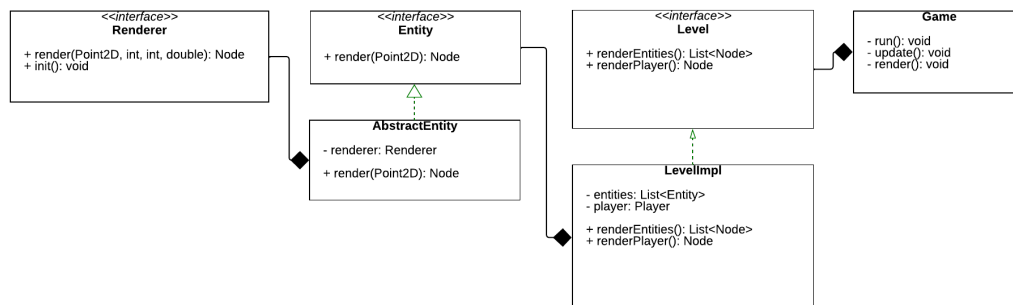 <<interface>>
Renderer
+ render(Point2D, int, int, double): Node
+ init(): void
<<interface>>
Entity
+ render(Point2D): Node
AbstractEntity
- renderer: Renderer
+ render(Point2D): Node
<<interface>>
Level
+ renderEntities(): List<Node>
+ renderPlayer(): Node
LevelImpl
- entities: List<Entity>
- player: Player
+ renderEntities(): List<Node>
+ renderPlayer(): Node
Game
- run(): void
- update(): void
- render(): void